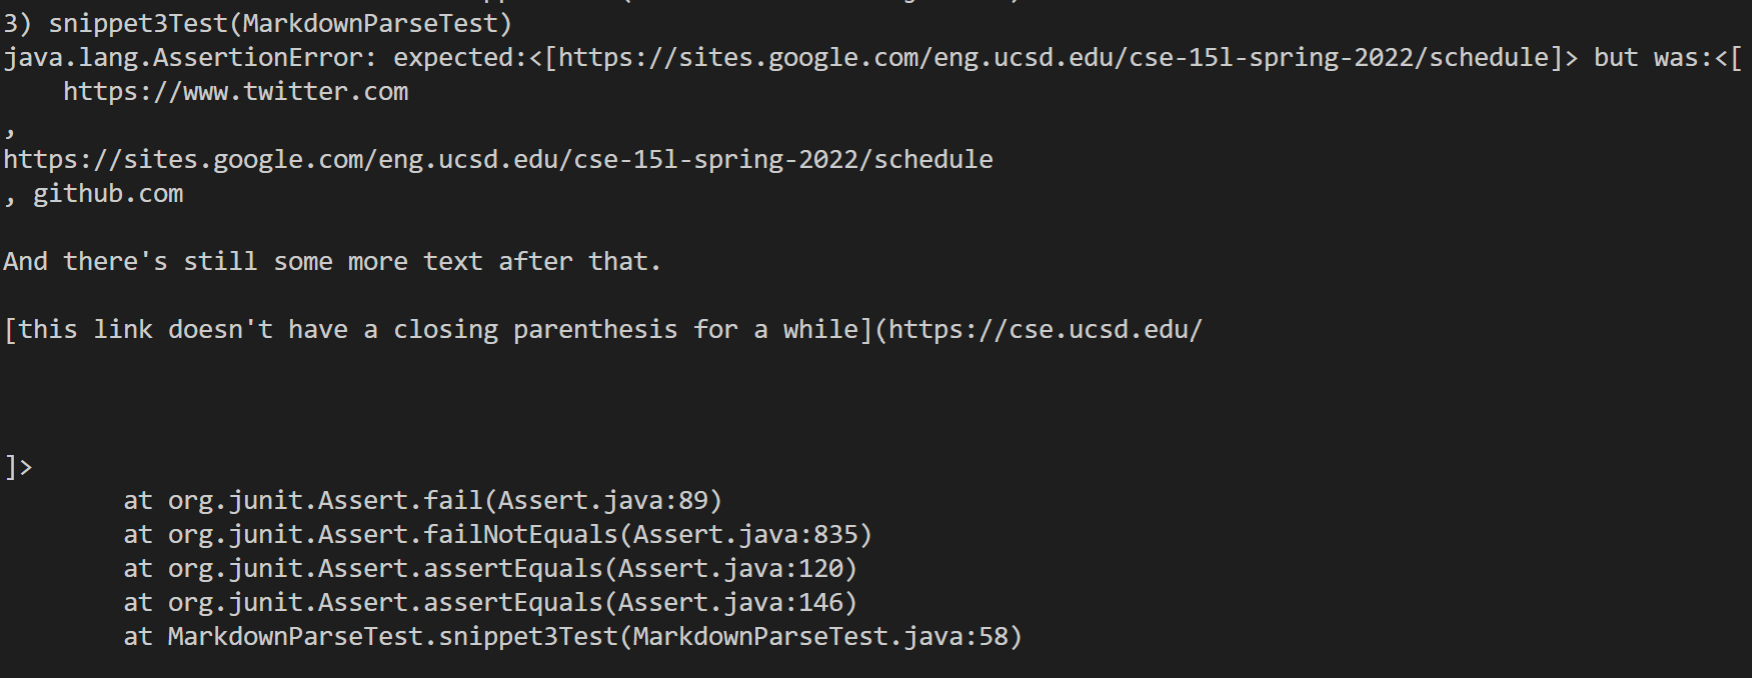 3) snippet3Test(MarkdownParseTest)
java.lang.AssertionError: expected:<[https://sites.google.com/eng.ucsd.edu/cse-15l-spring-2022/schedule]> but was:<[
    https://www.twitter.com
,
https://sites.google.com/eng.ucsd.edu/cse-15l-spring-2022/schedule
, github.com

And there's still some more text after that.

[this link doesn't have a closing parenthesis for a while](https://cse.ucsd.edu/



]>
        at org.junit.Assert.fail(Assert.java:89)
        at org.junit.Assert.failNotEquals(Assert.java:835)
        at org.junit.Assert.assertEquals(Assert.java:120)
        at org.junit.Assert.assertEquals(Assert.java:146)
        at MarkdownParseTest.snippet3Test(MarkdownParseTest.java:58)